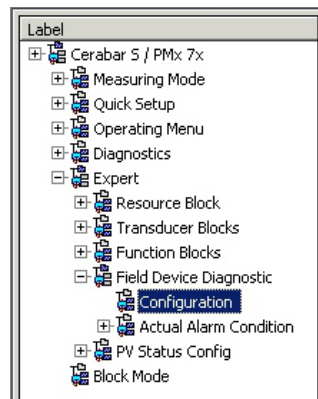 Label
Cerabar S / PMx 7x
Measuring Mode
Quick Setup
Operating Menu
Diagnostics
Expert
Resource Block
Transducer Blocks
Function Blocks
Field Device Diagnostic
Configuration
Actual Alarm Condition
PV Status Config
Block Mode